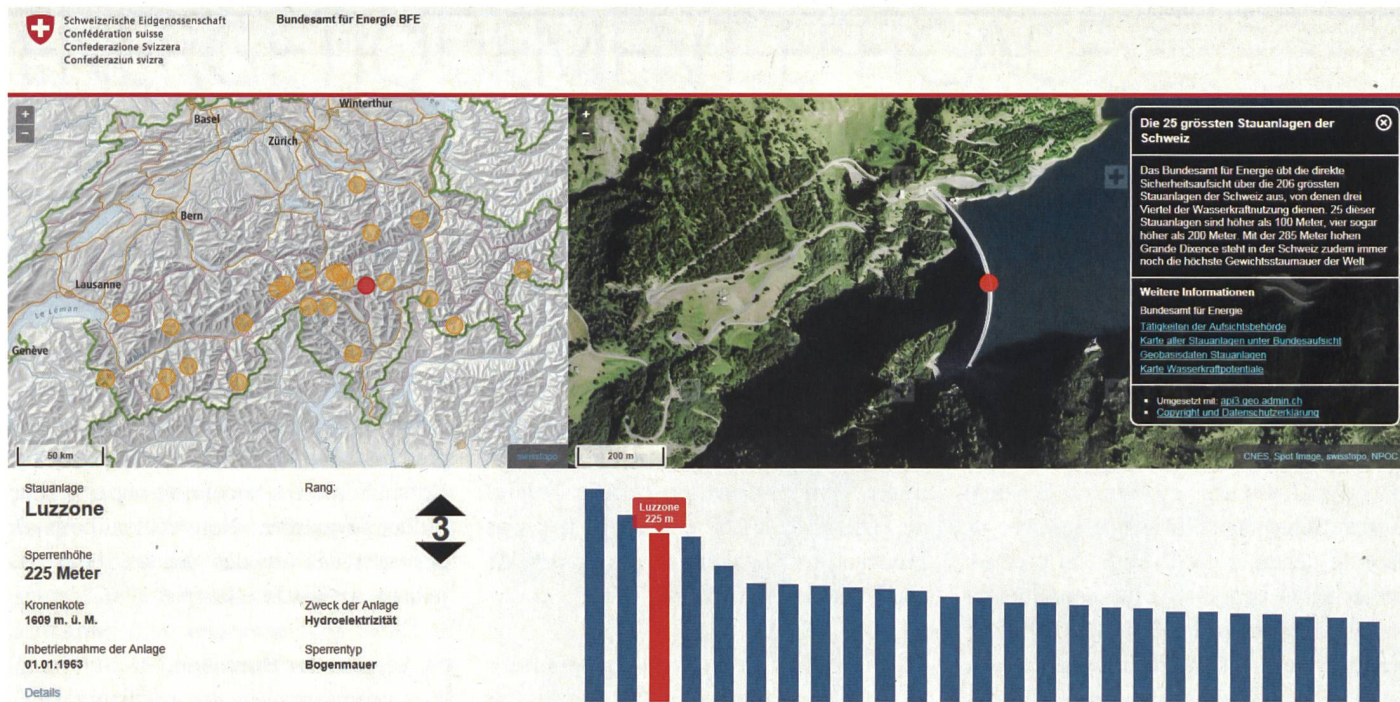 Schweizerische Eidgenossenschaft
Confédération suisse
Confederazione Svizzera
Confederaziun svizra
Bundesamt für Energie BFE
+
−
Basel
Winterthur
Zürich
Bern
Lausanne
Le Léman
Genève
50 km
swisstopo
+
−
200 m
CNES, Spot Image, swisstopo, NPOC
Die 25 grössten Stauanlagen der
Schweiz
Das Bundesamt für Energie übt die direkte
Sicherheitsaufsicht über die 206 grössten
Stauanlagen der Schweiz aus, von denen drei
Viertel der Wasserkraftnutzung dienen. 25 dieser
Stauanlagen sind höher als 100 Meter, vier sogar
höher als 200 Meter. Mit der 285 Meter hohen
Grande Dixence steht in der Schweiz zudem immer
noch die höchste Gewichtsstaumauer der Welt
Weitere Informationen
Bundesamt für Energie
Tätigkeiten der Aufsichtsbehörde
Karte aller Stauanlagen unter Bundesaufsicht
Geobasisdaten Stauanlagen
Karte Wasserkraftpotentiale
Umgesetzt mit: api3.geo.admin.ch
Copyright und Datenschutzerklärung
Stauanlage
Luzzone
Rang:
3
Sperrenhöhe
225 Meter
Kronenkote
1609 m. ü. M.
Zweck der Anlage
Hydroelektrizität
Inbetriebnahme der Anlage
01.01.1963
Sperrentyp
Bogenmauer
Details
Luzzone
225 m